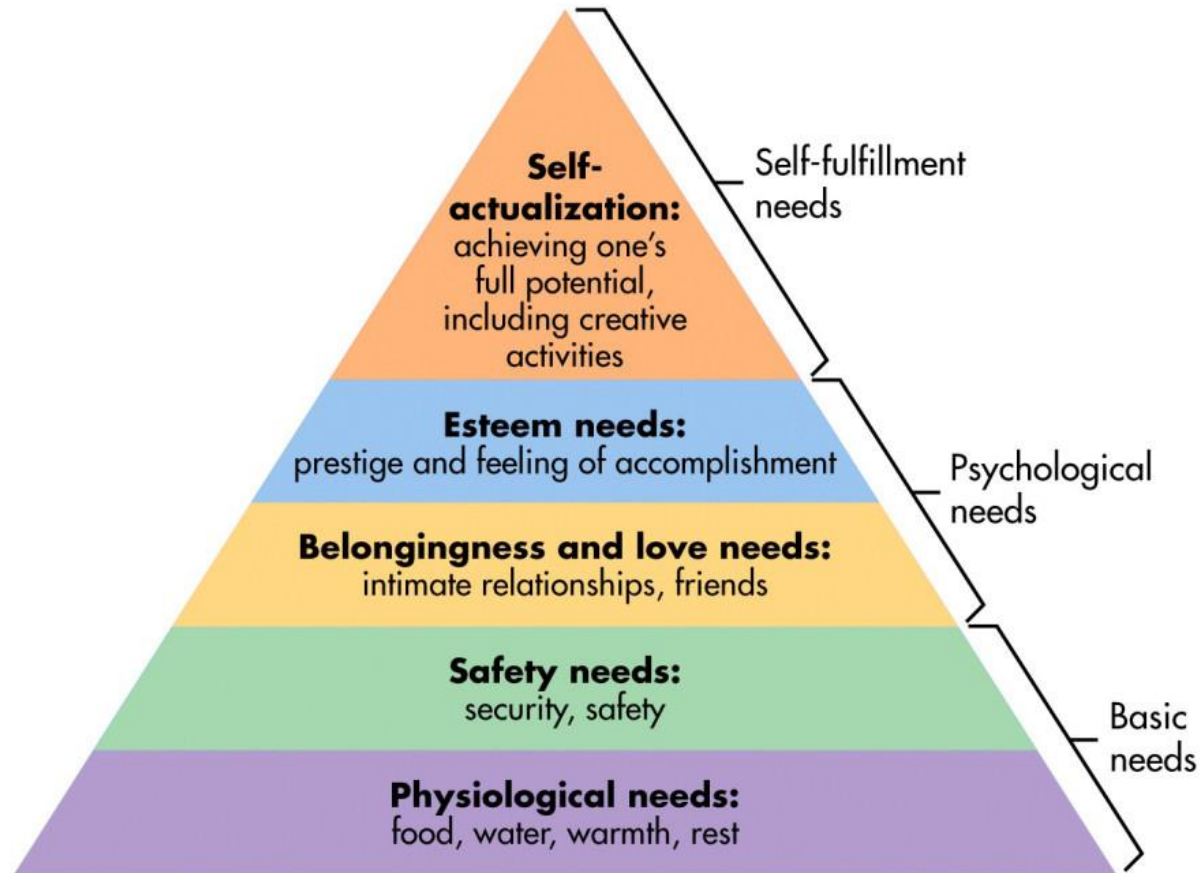 Self-
actualization:
achieving one's
full potential,
including creative
activities
Self-fulfillment
needs
Esteem needs:
prestige and feeling of accomplishment
Psychological
needs
Belongingness and love needs:
intimate relationships, friends
Safety needs:
security, safety
Basic
needs
Physiological needs:
food, water, warmth, rest